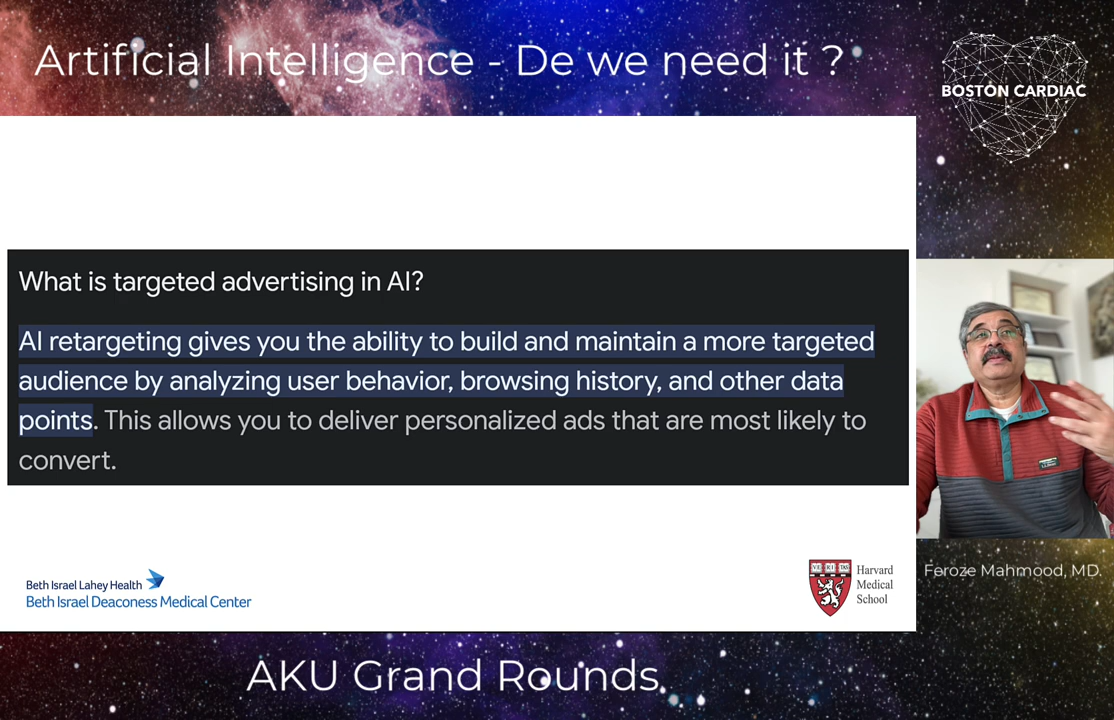 Artificial Intelligence - De we need it ?
BOSTON CARDIAC
What is targeted advertising in AI?
AI retargeting gives you the ability to build and maintain a more targeted
audience by analyzing user behavior, browsing history, and other data
points. This allows you to deliver personalized ads that are most likely to
convert.
Beth Israel Lahey Health
Beth Israel Deaconess Medical Center
VE RI TAS
Harvard
Medical
School
Feroze Mahmood, MD.
AKU Grand Rounds